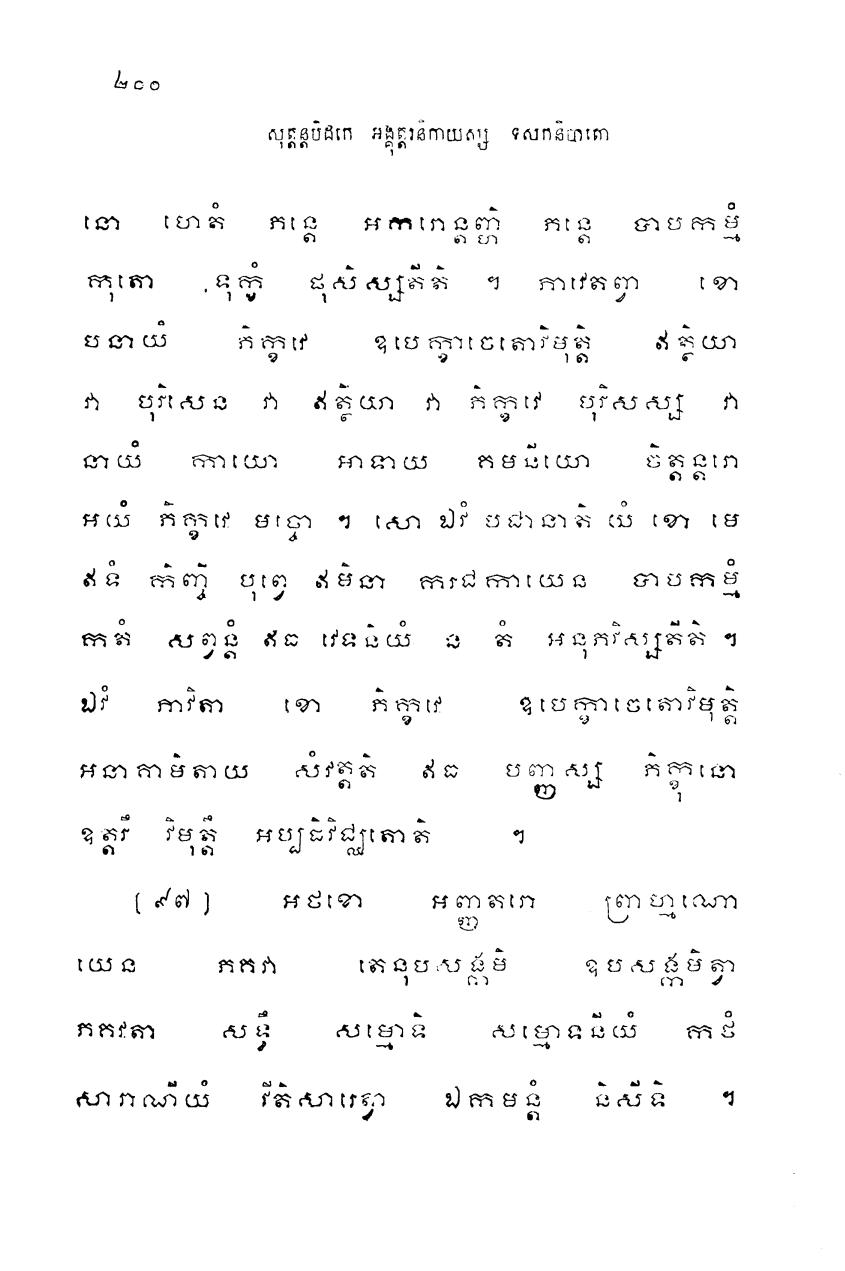 ២៨០
សុត្តន្តបិដកេ អង្គុត្តរនិកាយស្ស ទសកនិបាតោ
នោ ហេតំ ភន្តេ អករោន្តញ្ហិ ភន្តេ បាបកម្មំ
កុតោ ទុក្ខំ ផុសិស្សតីតិ ។ ភាវេតញ្វា ខោ
បនាយំ ភិក្ខវេ ឧបេក្ខាចេតោវិមុត្តិ ឥត្ថិយា
វា បុរិសេន វា ឥត្ថិយា វា ភិក្ខវេ បុរិសស្ស វា
នាយំ កាយោ អាទាយ គមនីយោ ចិត្តន្តរោ
អយំ ភិក្ខវេ មច្ចោ ។ សោ ឯវំ បជានាតិ យំ ខោ មេ
ឥទំ កិញ្ចិ បុព្វេ ឥមិនា ករជកាយេន បាបកម្មំ
កតំ សព្វន្តំ ឥធ វេទនិយំ ន តំ អនុភវិស្សតីតិ ។
ឯវំ ភាវិតា ខោ ភិក្ខវេ ឧបេក្ខាចេតោវិមុត្តិ
អនាគាមិតាយ សំវត្តតិ ឥធ បញ្ញស្ស ភិក្ខុនោ
ឧត្តរឹ វិមុត្តឹ អប្បដិវិជ្ឈតោតិ ។
[ ៩៧ ] អថខោ អញ្ញតរោ ព្រាហ្មណោ
យេន ភគវា តេនុបសង្កមិ ឧបសង្កមិត្វា
ភគវតា សទ្ធឹ សម្មោទិ សម្មោទនីយំ កថំ
សារាណីយំ វីតិសារេត្វា ឯកមន្តំ និសីទិ ។